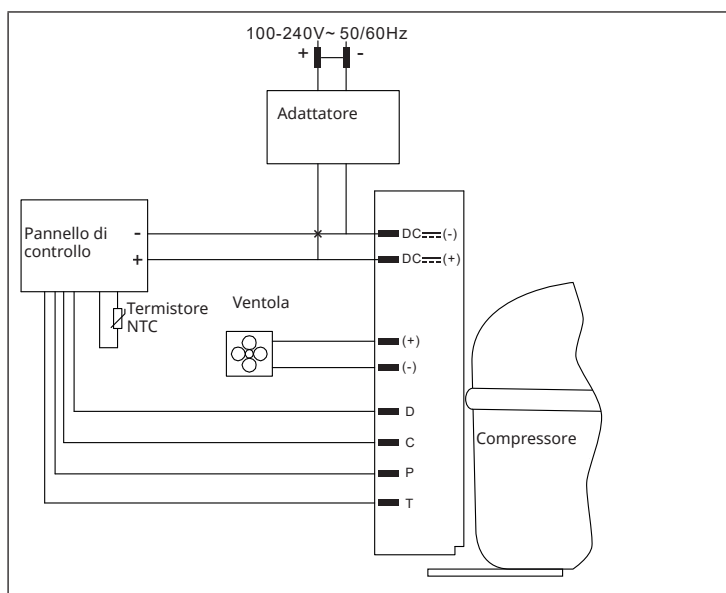 100-240V~ 50/60Hz
+ -
Adattatore
Pannello di
controllo
-
+
DC (-)
DC (+)
Termistore
NTC
Ventola
(+)
(-)
D
C
P
T
Compressore